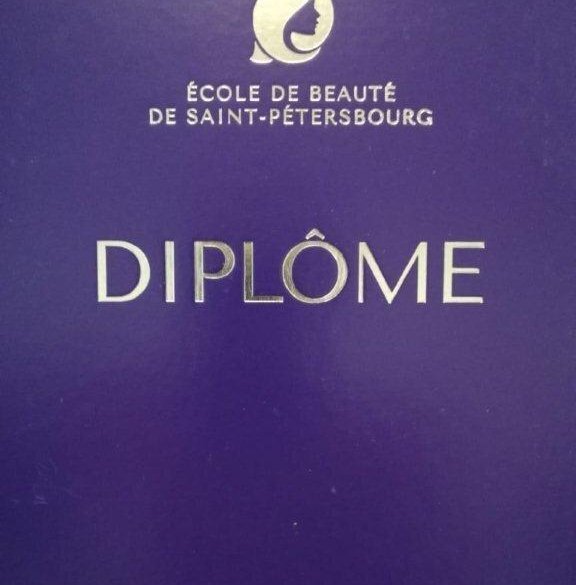 ÉCOLE DE BEAUTÉ
DE SAINT-PÉTERSBOURG
DIPLÔME